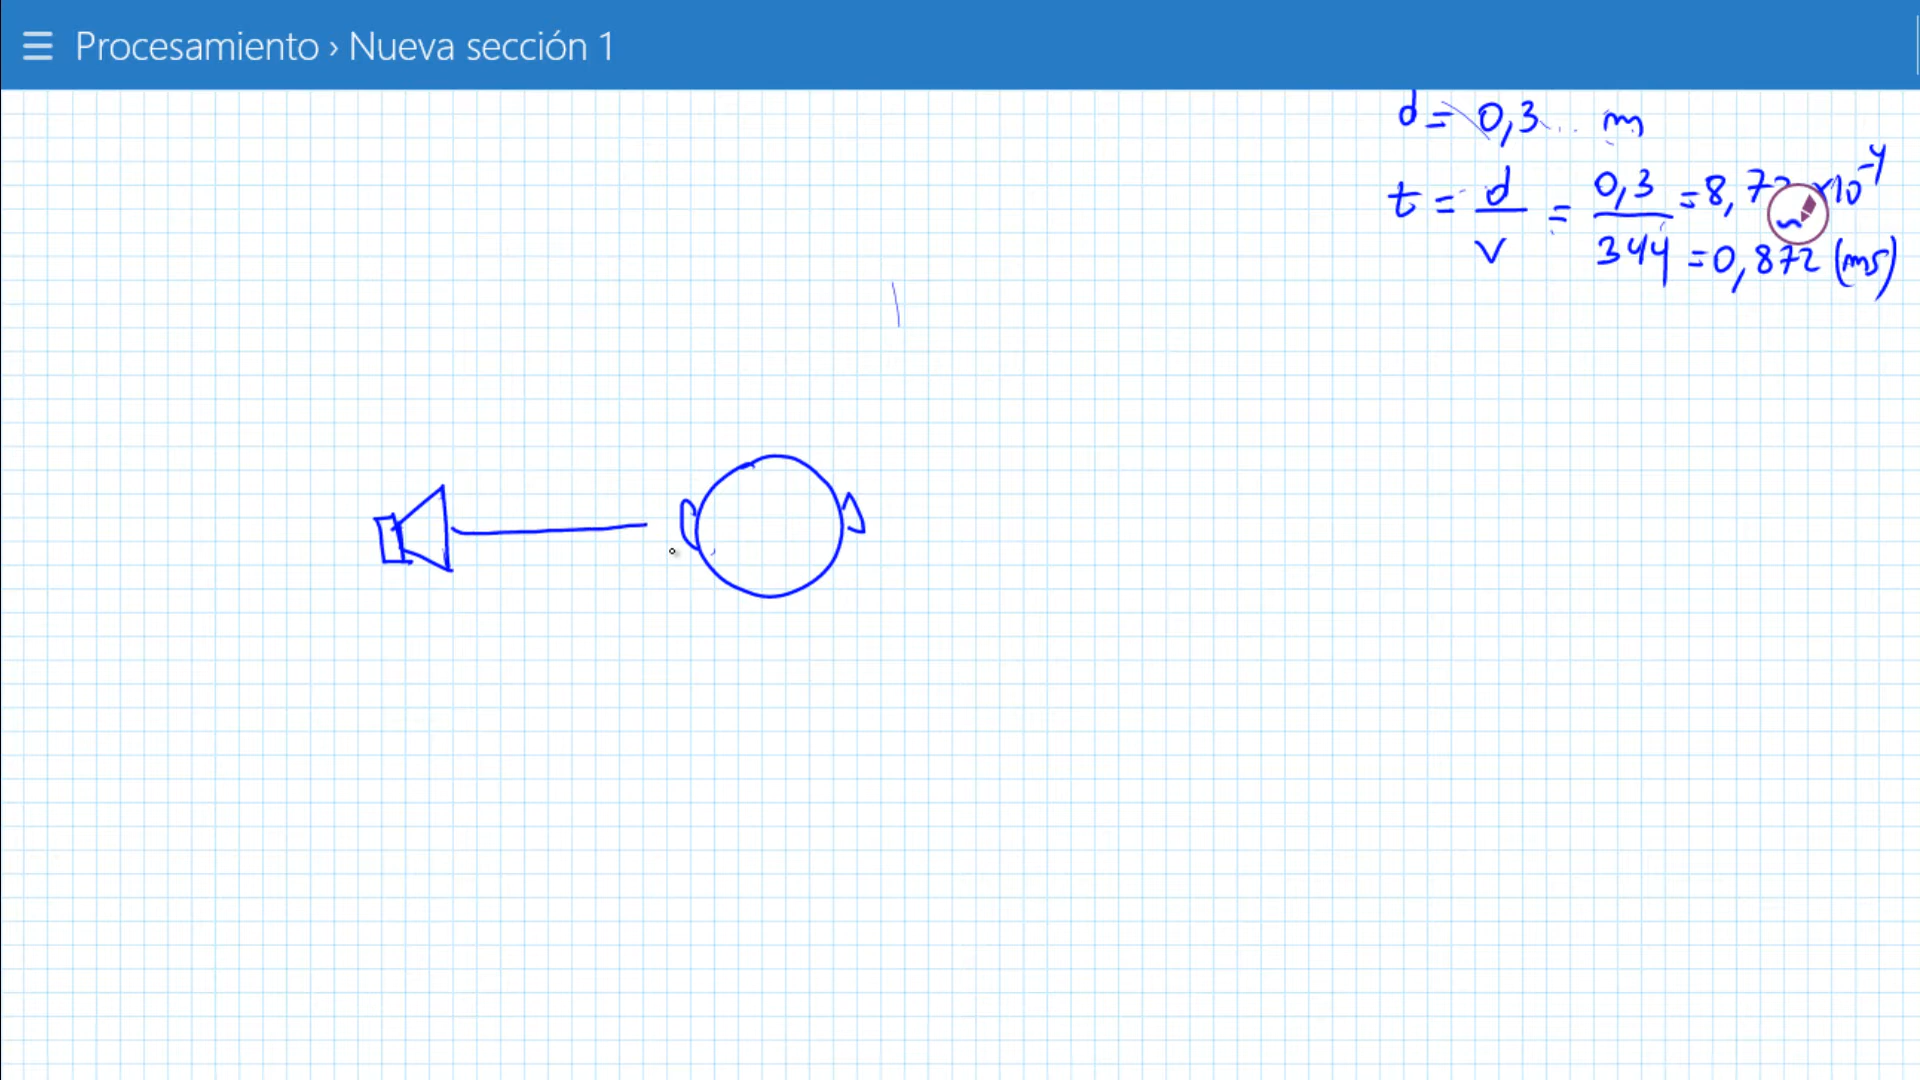 Procesamiento › Nueva sección 1
d = 0,3... m
t = d/v = 0,3/344 = 8,72 x10^-4
= 0,872 (ms)